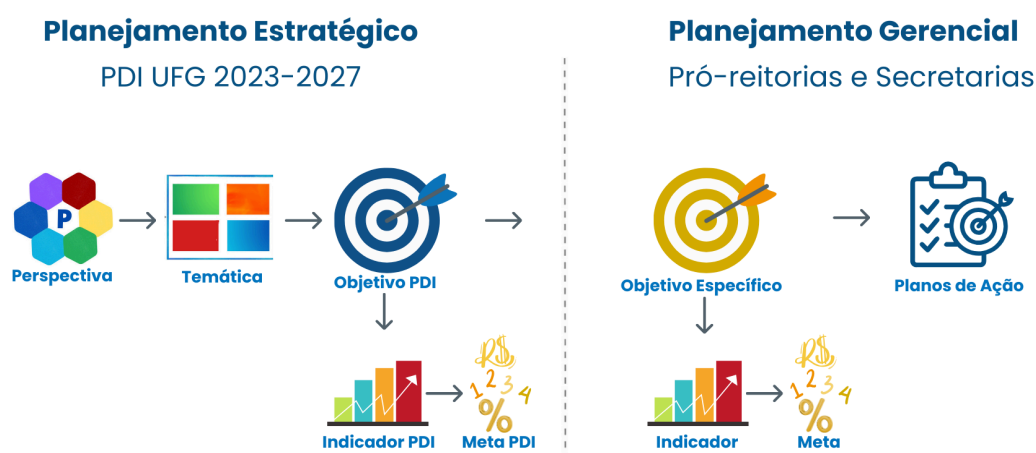 Planejamento Estratégico
PDI UFG 2023-2027
Planejamento Gerencial
Pró-reitorias e Secretarias
P
Perspectiva
Temática
Objetivo PDI
Objetivo Específico
Planos de Ação
R$
1 2 3 4
%
Indicador PDI
Meta PDI
R$
1 2 3 4
%
Indicador
Meta